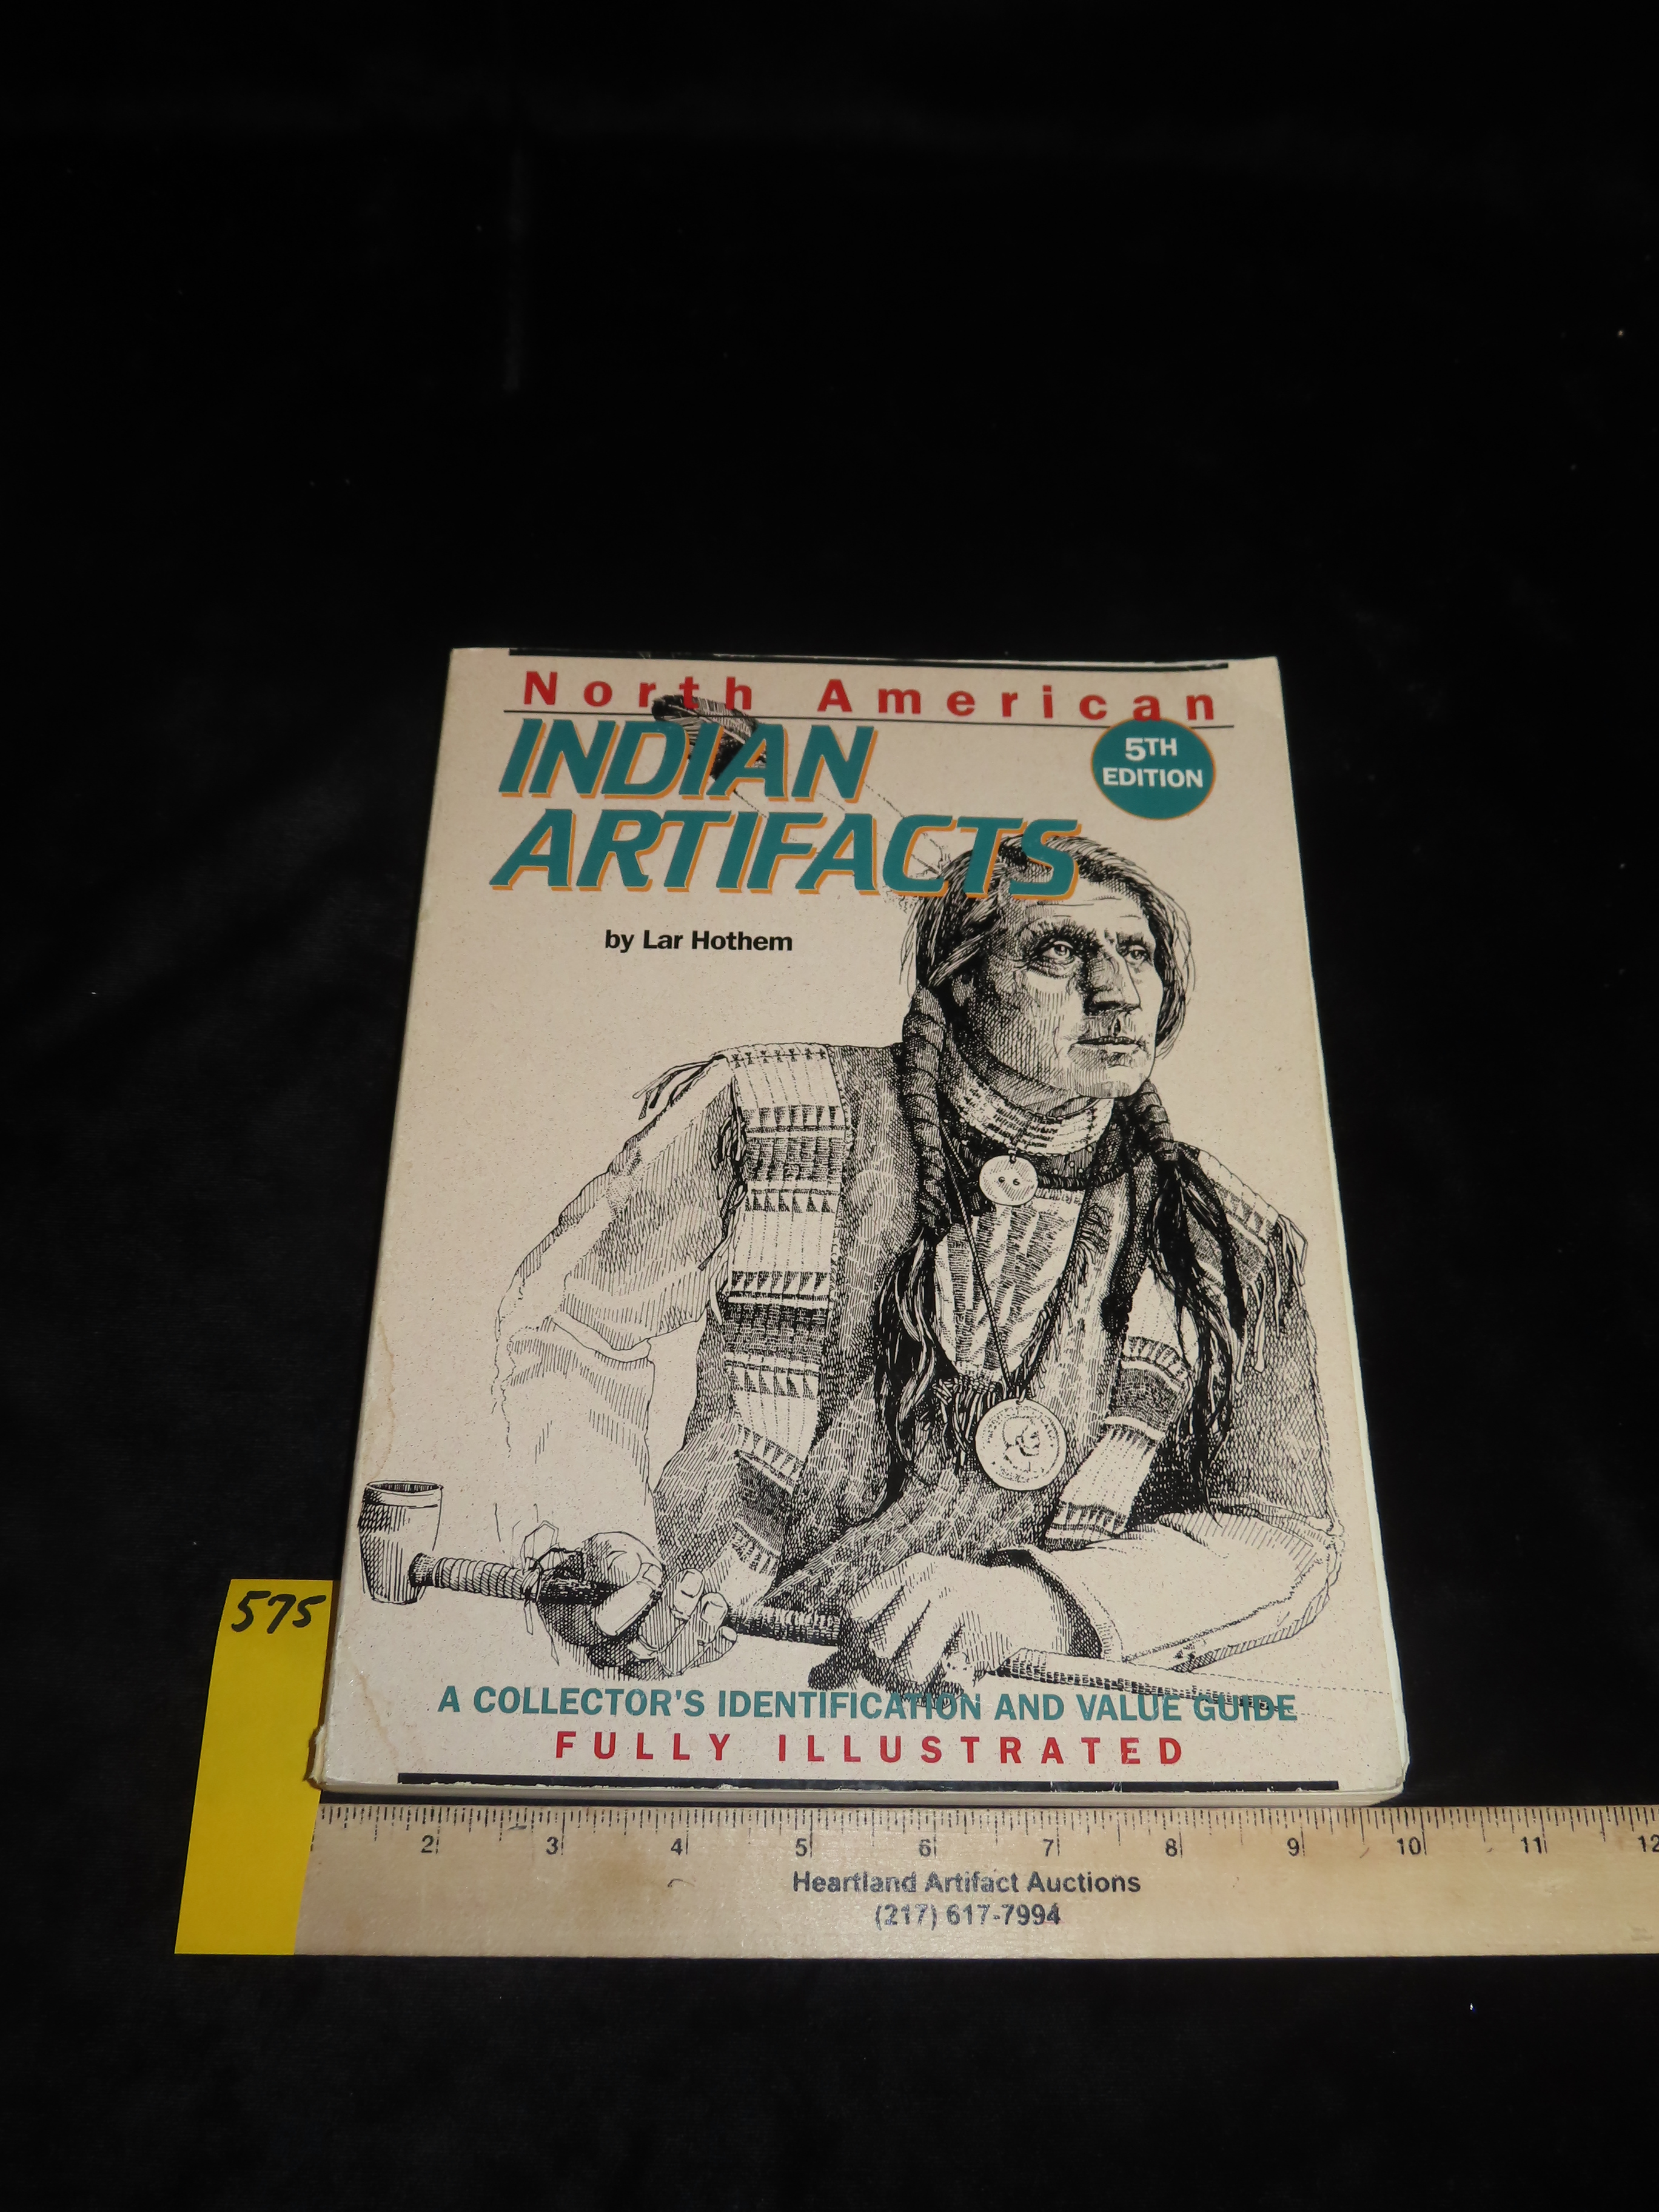 North American
INDIAN
ARTIFACTS
5TH
EDITION
by Lar Hothem
A COLLECTOR'S IDENTIFICATION AND VALUE GUIDE
FULLY ILLUSTRATED
575
2 3 4 5 6 7 8 9 10 11 12
Heartland Artifact Auctions
(217) 617-7994